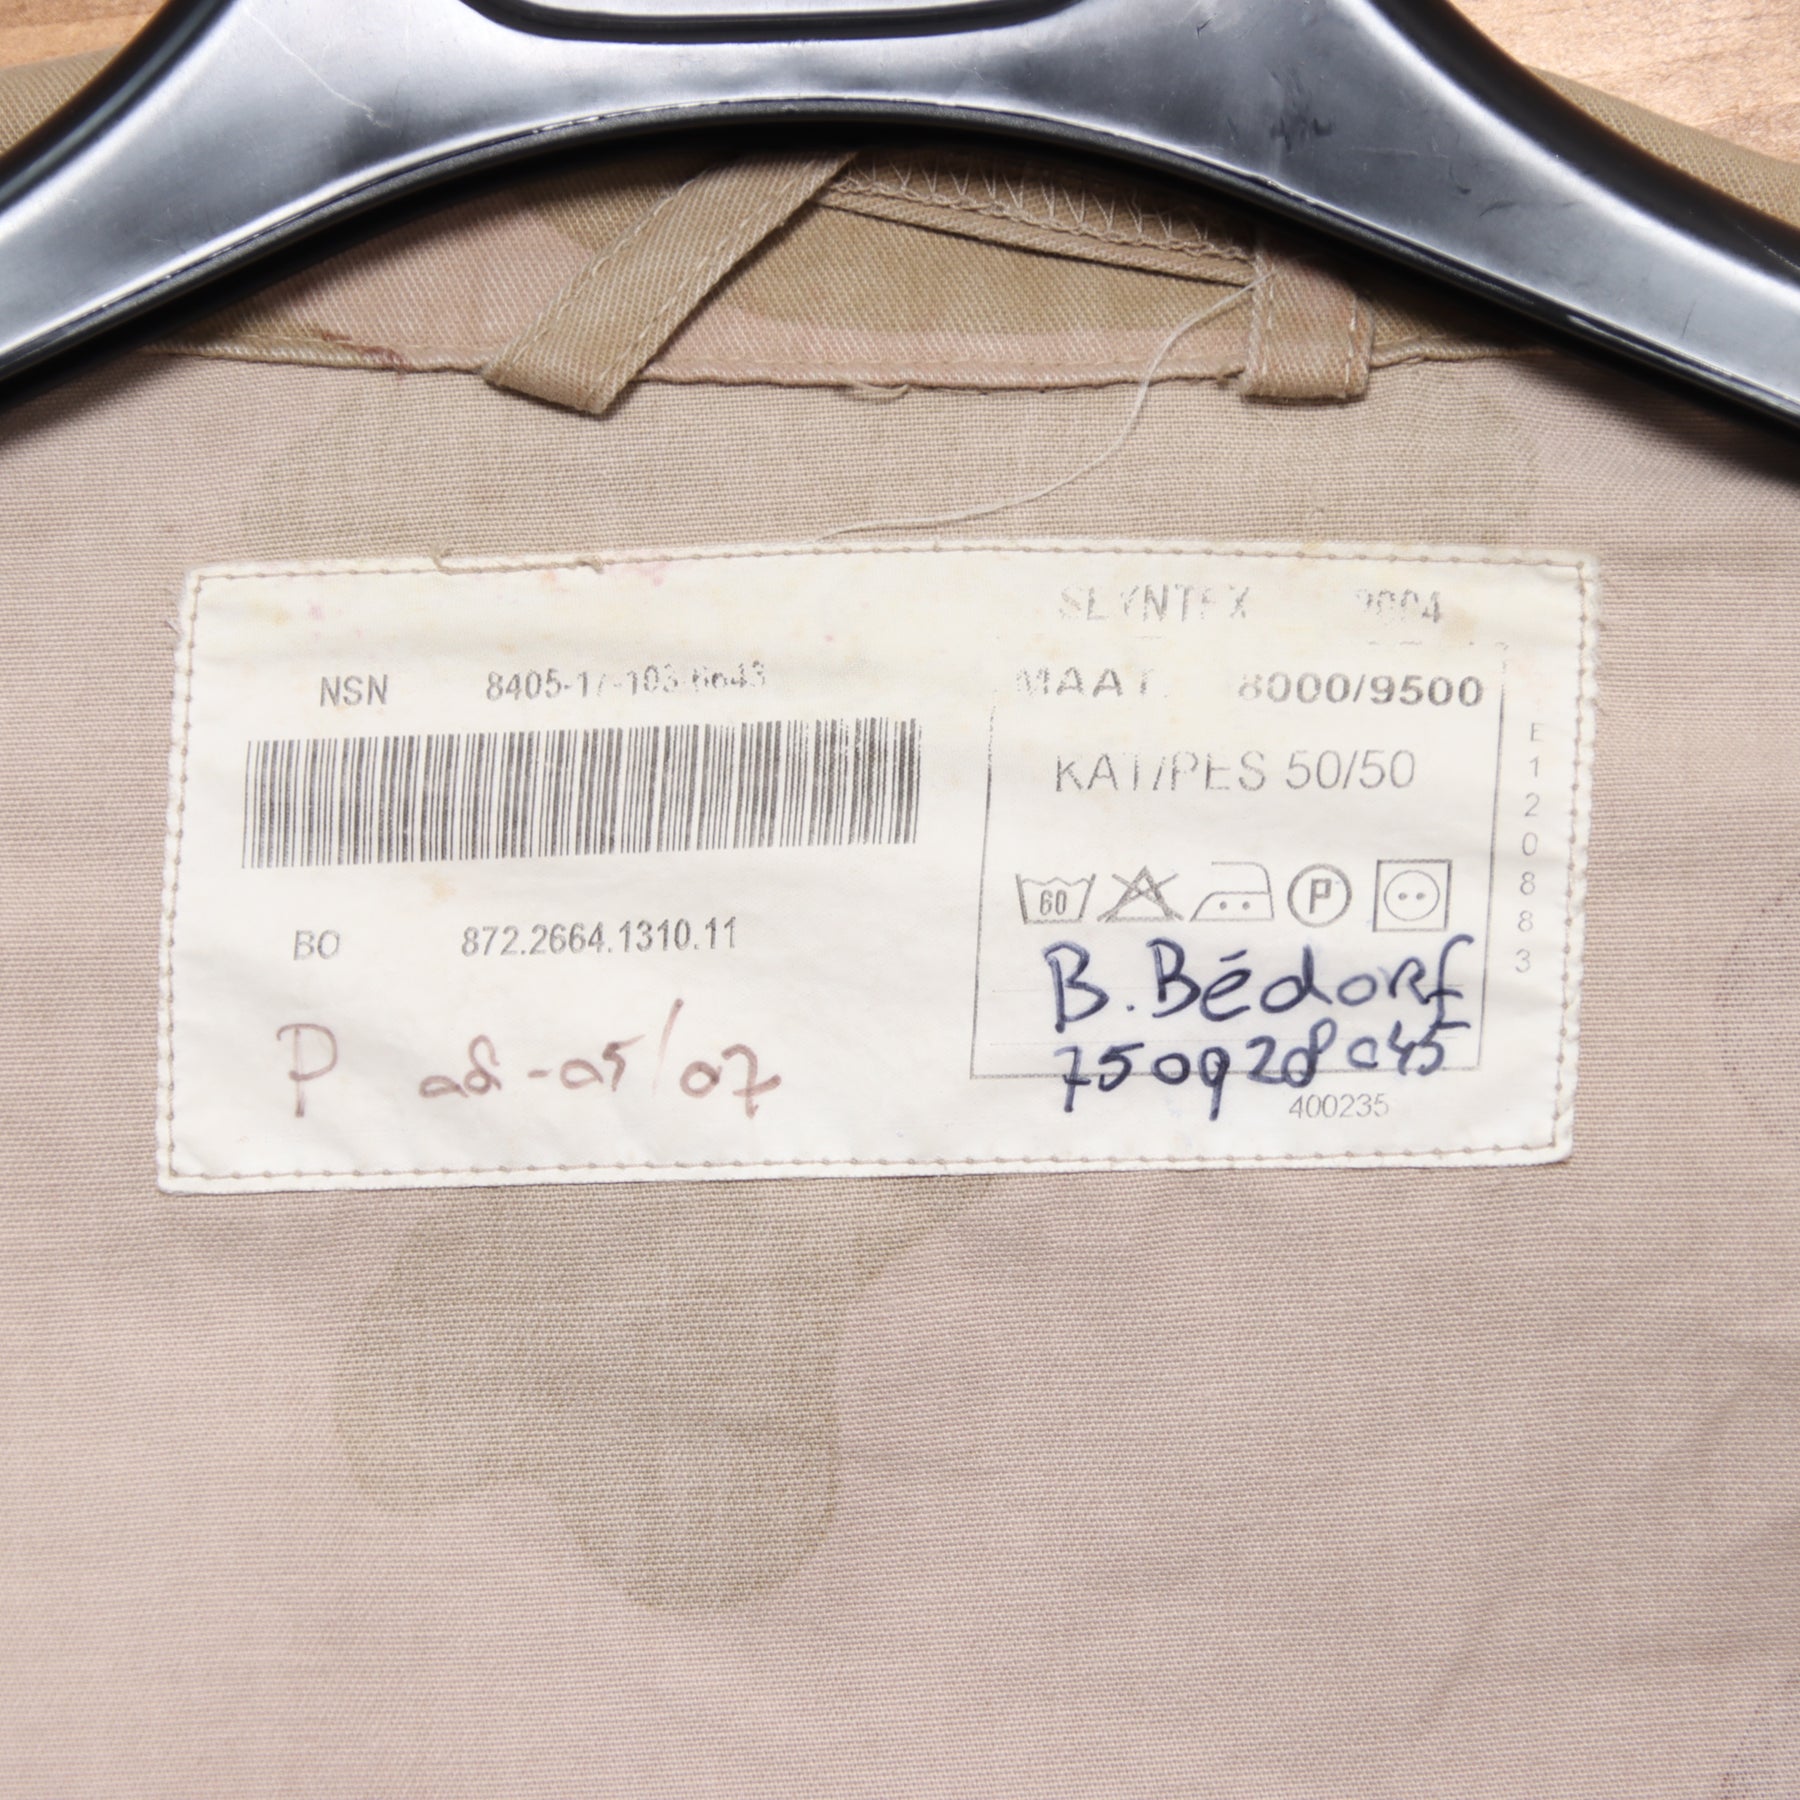 SLYNTEX 2004
NSN 8405-17-103-6643
MAAT. 8000/9500
KAT/PES 50/50
E120883
60 P
BO 872.2664.1310.11
B. Bédorf
750928045
P 08-05/07
400235